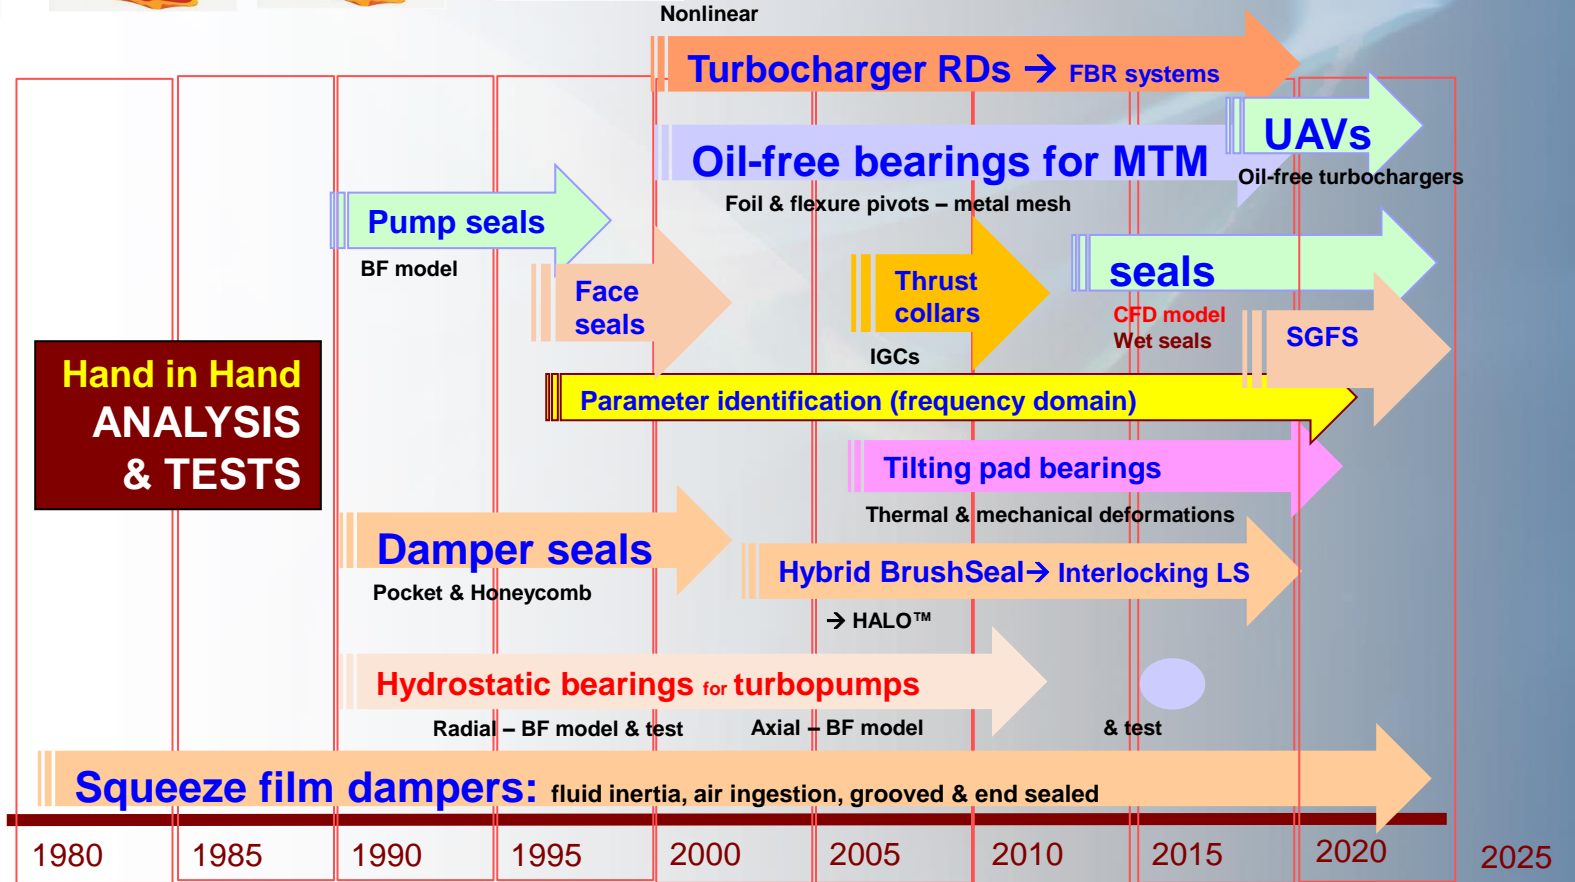 Nonlinear
Turbocharger RDs → FBR systems
UAVs
Oil-free bearings for MTM
Oil-free turbochargers
Foil & flexure pivots – metal mesh
Pump seals
BF model
Face
seals
Thrust
collars
IGCs
seals
CFD model
Wet seals
SGFS
Hand in Hand
ANALYSIS
& TESTS
Parameter identification (frequency domain)
Tilting pad bearings
Thermal & mechanical deformations
Damper seals
Pocket & Honeycomb
Hybrid BrushSeal→ Interlocking LS
→ HALO™
Hydrostatic bearings for turbopumps
Radial – BF model & test
Axial – BF model
& test
Squeeze film dampers: fluid inertia, air ingestion, grooved & end sealed
1980 1985 1990 1995 2000 2005 2010 2015 2020 2025